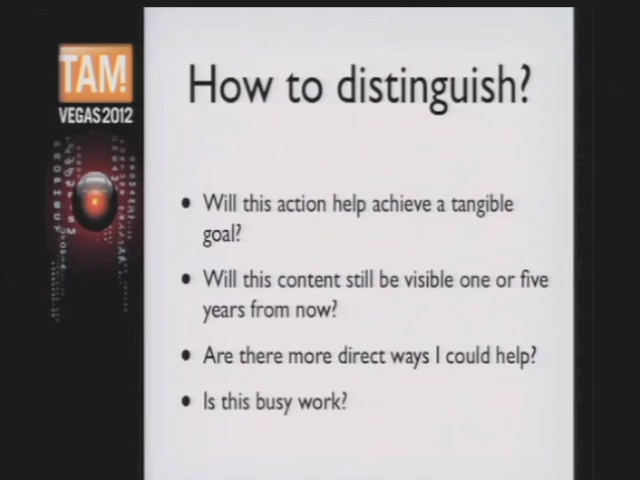 TAM!
VEGAS 2012
How to distinguish?
• Will this action help achieve a tangible
goal?
• Will this content still be visible one or five
years from now?
• Are there more direct ways I could help?
• Is this busy work?